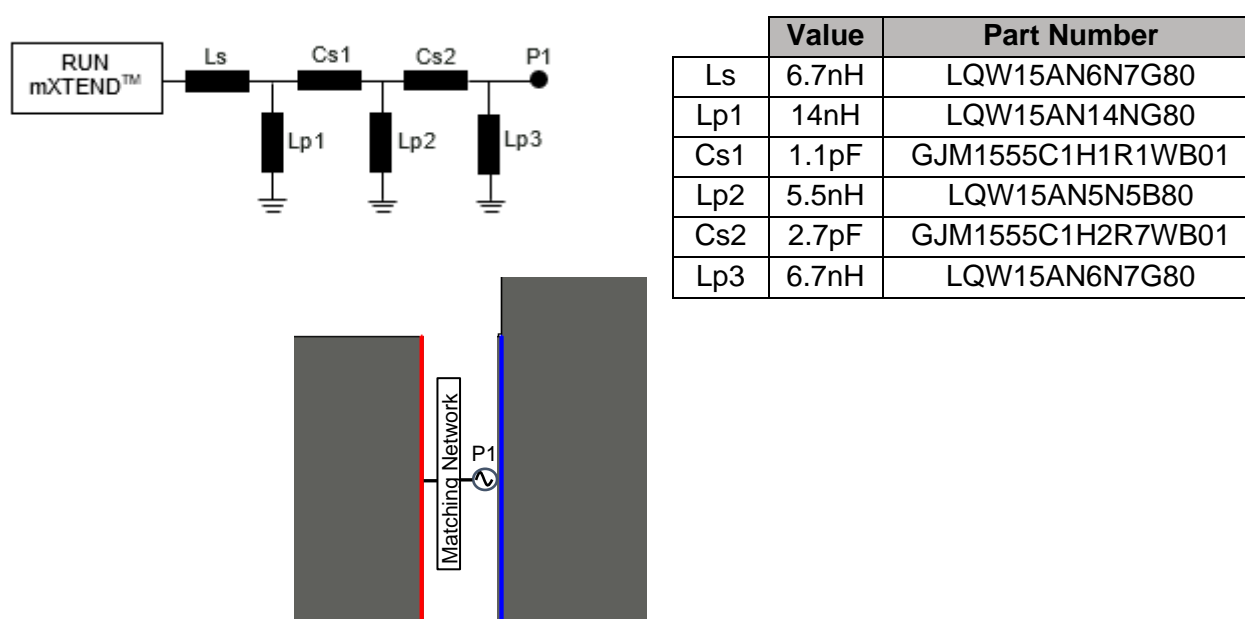 RUN
mXTEND™
Ls
Cs1
Cs2
P1
Lp1
Lp2
Lp3
Value Part Number
Ls 6.7nH LQW15AN6N7G80
Lp1 14nH LQW15AN14NG80
Cs1 1.1pF GJM1555C1H1R1WB01
Lp2 5.5nH LQW15AN5N5B80
Cs2 2.7pF GJM1555C1H2R7WB01
Lp3 6.7nH LQW15AN6N7G80
Matching Network
P1